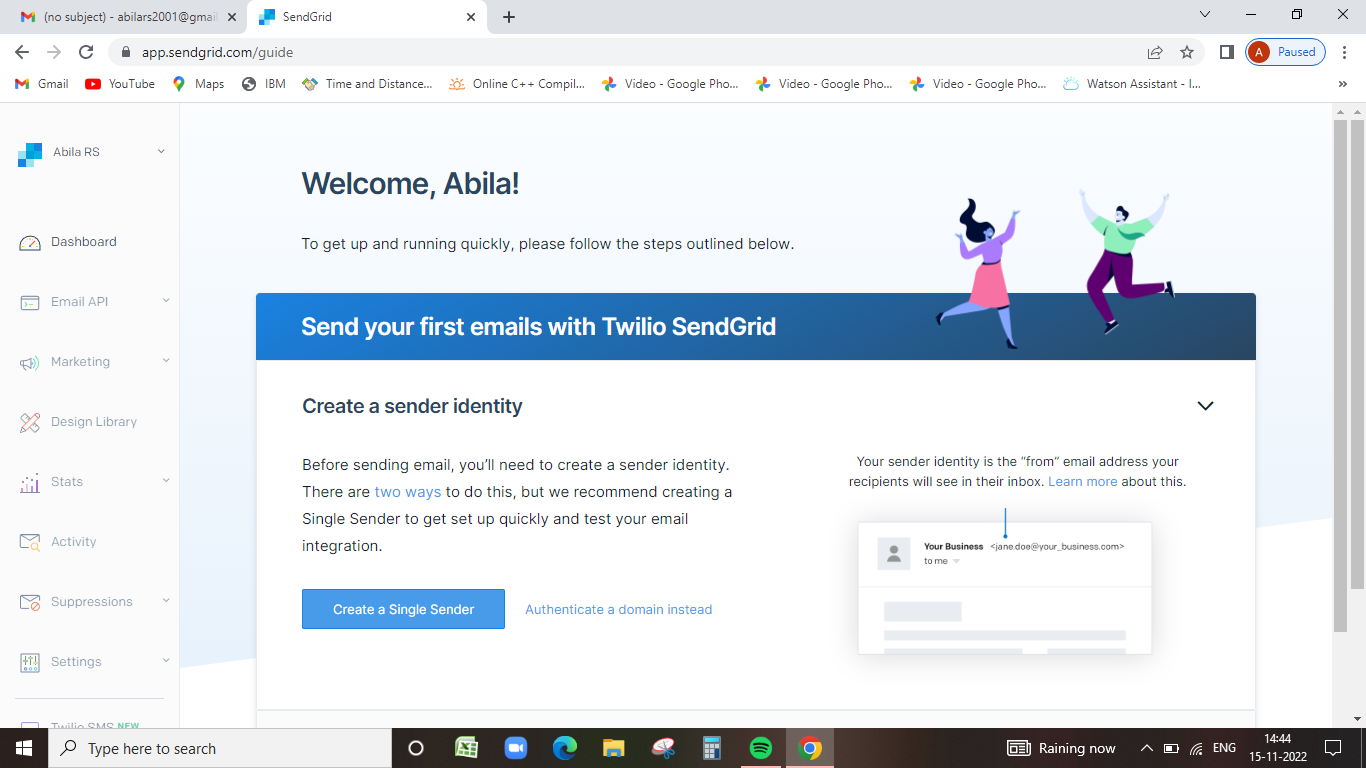 (no subject) - abilars2001@gmai
SendGrid
app.sendgrid.com/guide
A Paused
Gmail
YouTube
Maps
IBM
Time and Distance...
Online C++ Compil...
Video - Google Pho...
Video - Google Pho...
Video - Google Pho...
Watson Assistant - I...
»
Abila RS
Dashboard
Email API
Marketing
Design Library
Stats
Activity
Suppressions
Settings
Twilio SMS NEW
Welcome, Abila!
To get up and running quickly, please follow the steps outlined below.
Send your first emails with Twilio SendGrid
Create a sender identity
Before sending email, you’ll need to create a sender identity.
There are two ways to do this, but we recommend creating a
Single Sender to get set up quickly and test your email
integration.
Create a Single Sender
Authenticate a domain instead
Your sender identity is the “from” email address your
recipients will see in their inbox. Learn more about this.
Your Business <jane.doe@your_business.com>
to me
Type here to search
Raining now
ENG
14:44
15-11-2022